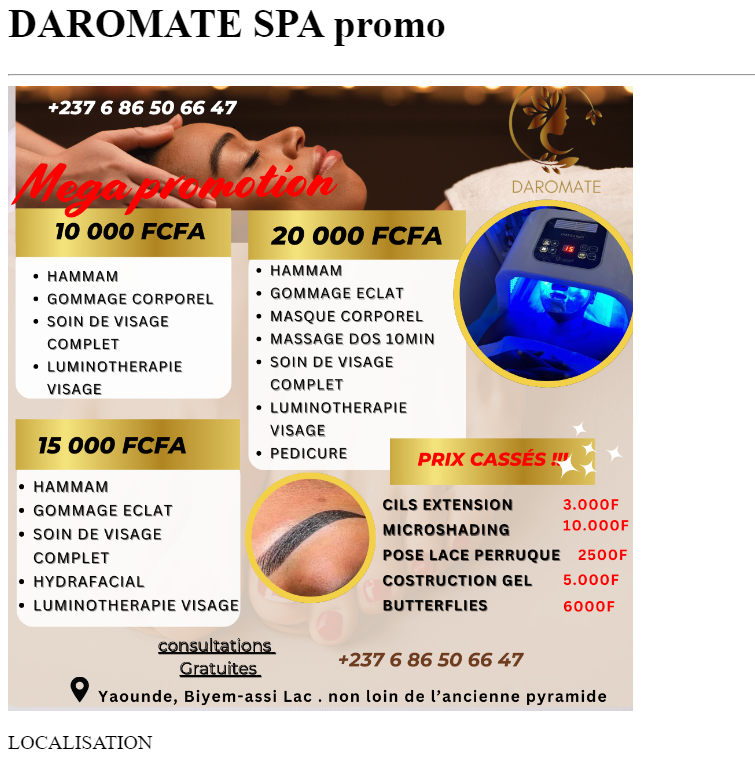 DAROMATE SPA promo
+237 6 86 50 66 47
DAROMATE
Mega promotion
10 000 FCFA
HAMMAM
GOMMAGE CORPOREL
SOIN DE VISAGE
COMPLET
LUMINOTHERAPIE
VISAGE
20 000 FCFA
HAMMAM
GOMMAGE ECLAT
MASQUE CORPOREL
MASSAGE DOS 10MIN
SOIN DE VISAGE
COMPLET
LUMINOTHERAPIE
VISAGE
PEDICURE
15
15 000 FCFA
HAMMAM
GOMMAGE ECLAT
SOIN DE VISAGE
COMPLET
HYDRAFACIAL
LUMINOTHERAPIE VISAGE
PRIX CASSÉS !!!
CILS EXTENSION 3.000F
MICROSHADING 10.000F
POSE LACE PERRUQUE 2500F
COSTRUCTION GEL 5.000F
BUTTERFLIES 6000F
consultations
Gratuites
+237 6 86 50 66 47
Yaounde, Biyem-assi Lac . non loin de l’ancienne pyramide
LOCALISATION